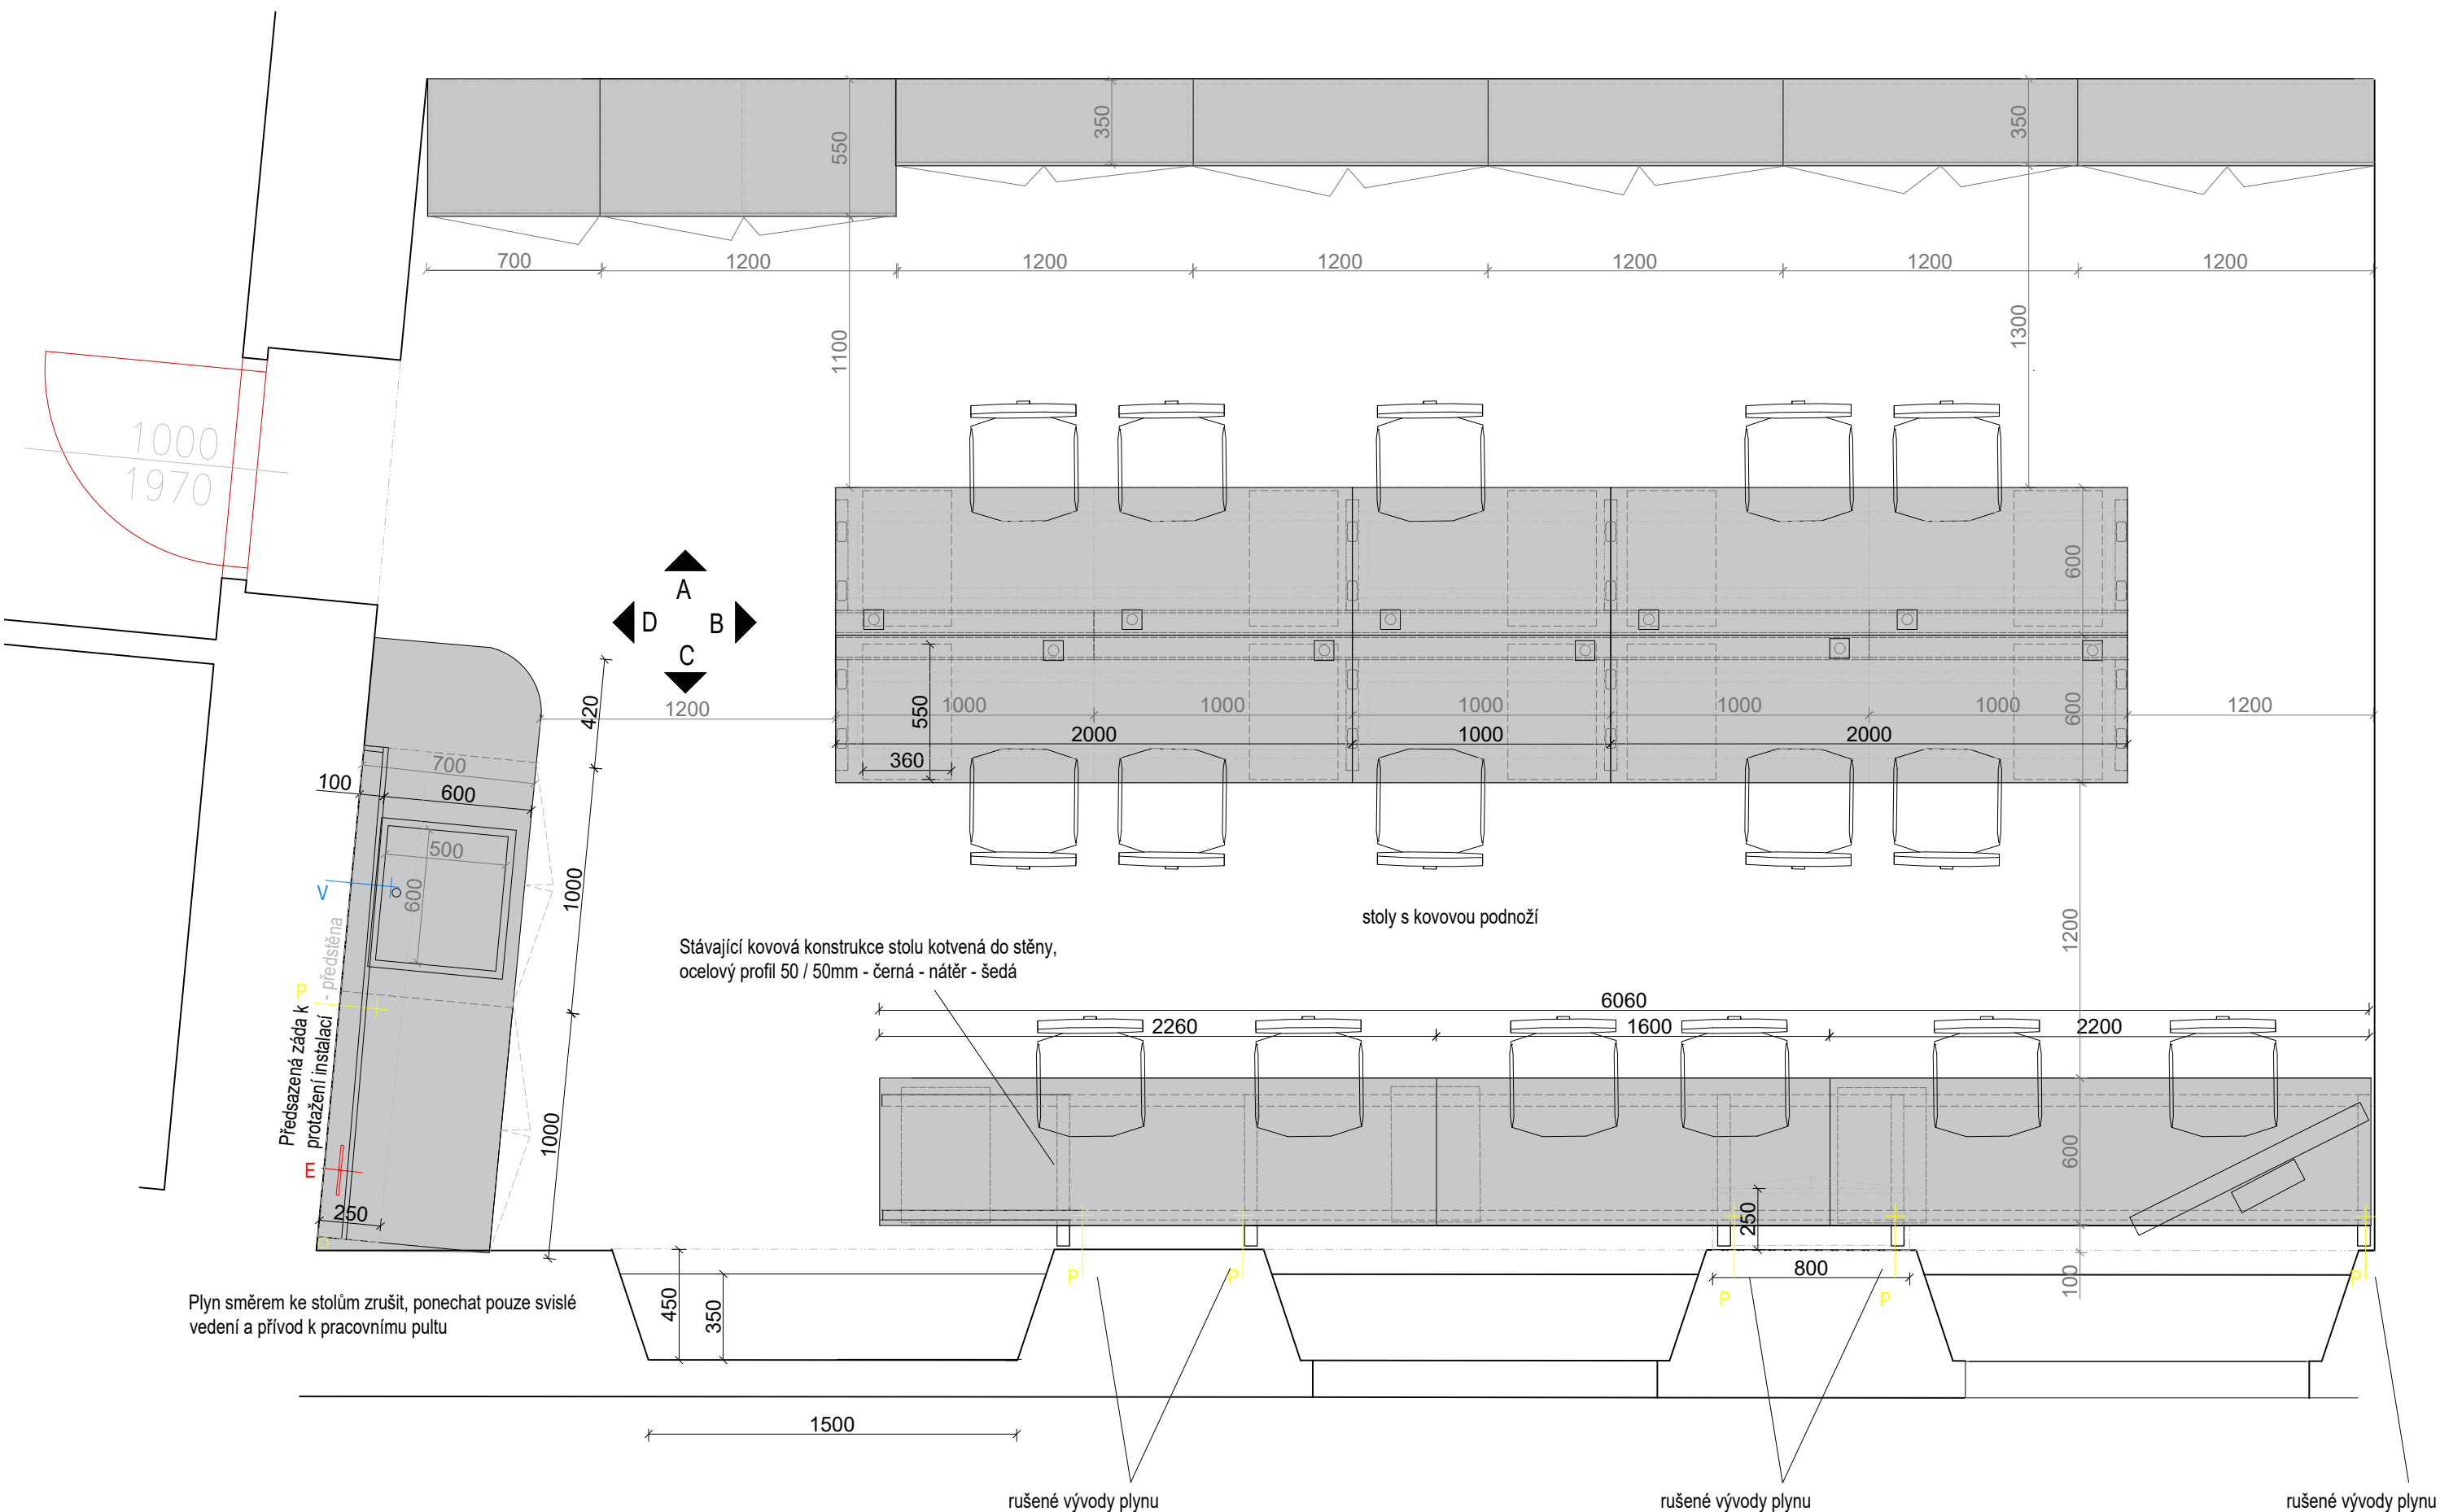 550
350
350
700
1200
1200
1200
1200
1200
1200
1100
1300
1000
1970
A
D
B
C
600
420
1200
550
1000
1000
1000
1000
1000
600
1200
2000
1000
2000
360
700
100
600
500
600
V
1000
- předstěna
P
Předsazená záda k
protažení instalací
E
250
1000
stoly s kovovou podnoží
1200
Stávající kovová konstrukce stolu kotvená do stěny,
ocelový profil 50 / 50mm - černá - nátěr - šedá
6060
2260
1600
2200
600
250
P
P
800
P
P
P
100
450
350
Plyn směrem ke stolům zrušit, ponechat pouze svislé
vedení a přívod k pracovnímu pultu
1500
rušené vývody plynu
rušené vývody plynu
rušené vývody plynu